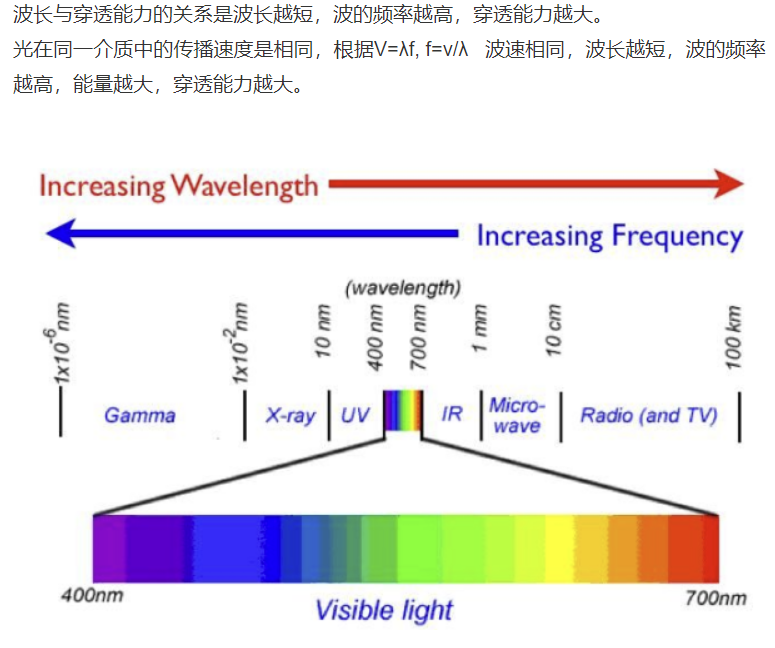 波长与穿透能力的关系是波长越短，波的频率越高，穿透能力越大。
光在同一介质中的传播速度是相同，根据V=λf, f=v/λ 波速相同，波长越短，波的频率
越高，能量越大，穿透能力越大。
Increasing Wavelength
Increasing Frequency
(wavelength)
1x10⁻⁶nm
1x10⁻²nm
10 nm
400 nm
700 nm
1 mm
10 cm
100 km
Gamma
X-ray
UV
IR
Micro-
wave
Radio (and TV)
400nm
700nm
Visible light